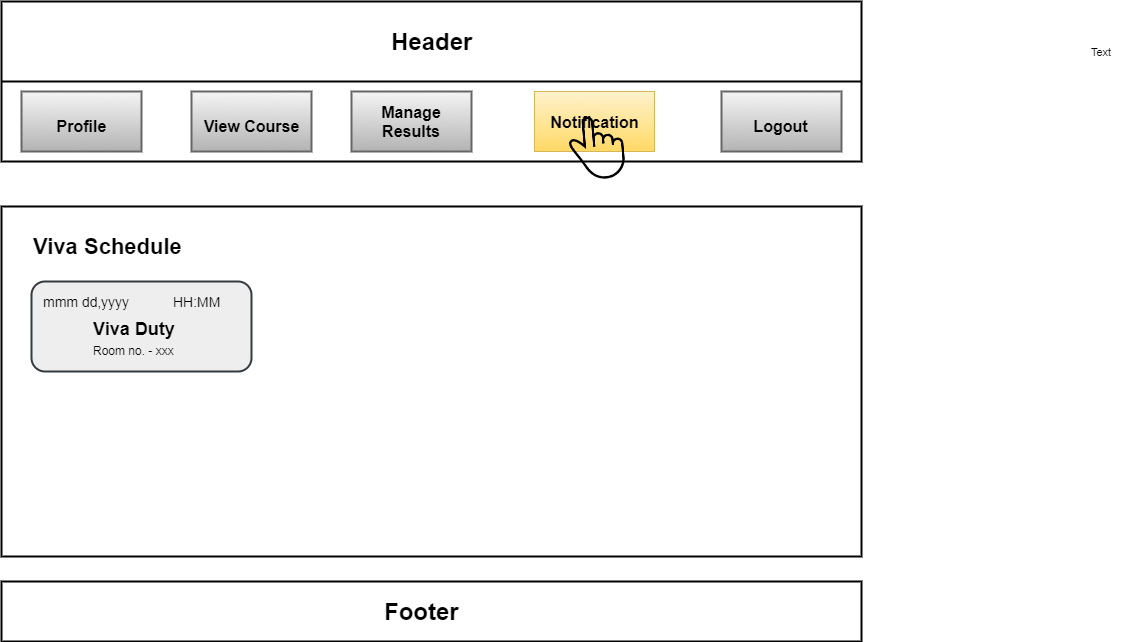 Header
Text
Profile
View Course
Manage
Results
Notification
Logout
Viva Schedule
mmm dd,yyyy HH:MM
Viva Duty
Room no. - xxx
Footer